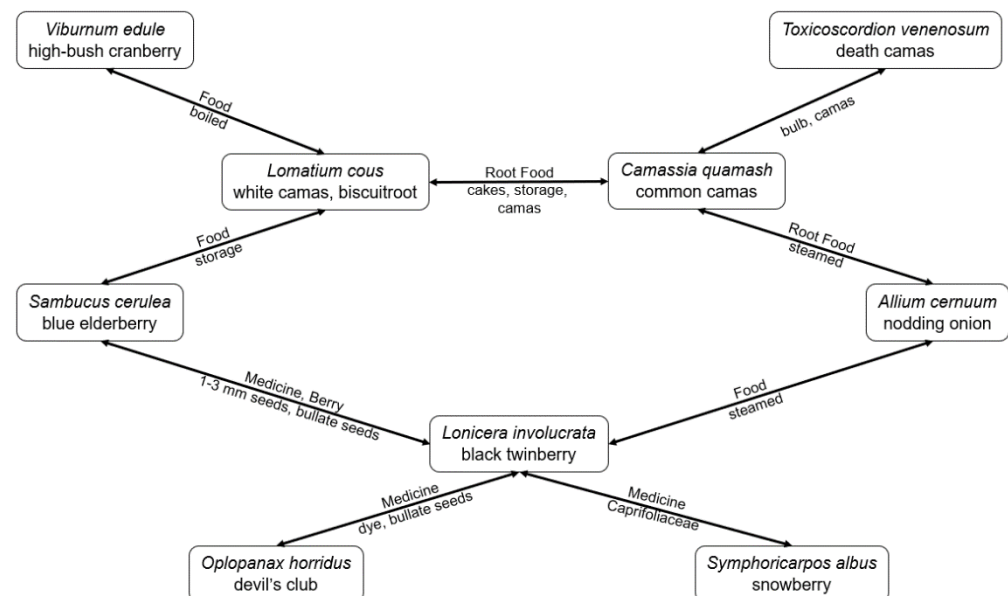 Viburnum edule
high-bush cranberry
Toxicoscordion venenosum
death camas
Food
boiled
bulb, camas
Lomatium cous
white camas, biscuitroot
Root Food
cakes, storage,
camas
Camassia quamash
common camas
Food
storage
Root Food
steamed
Sambucus cerulea
blue elderberry
Allium cernuum
nodding onion
Medicine, Berry
1-3 mm seeds, bullate seeds
Food
steamed
Lonicera involucrata
black twinberry
Medicine
dye, bullate seeds
Medicine
Caprifoliaceae
Oplopanax horridus
devil's club
Symphoricarpos albus
snowberry